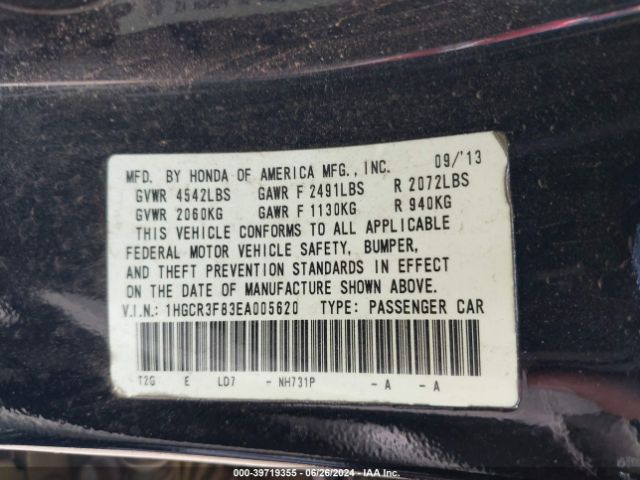 MFD. BY HONDA OF AMERICA MFG., INC. 09/'13
GVWR 4542LBS GAWR F 2491LBS R 2072LBS
GVWR 2060KG GAWR F 1130KG R 940KG
THIS VEHICLE CONFORMS TO ALL APPLICABLE
FEDERAL MOTOR VEHICLE SAFETY, BUMPER,
AND THEFT PREVENTION STANDARDS IN EFFECT
ON THE DATE OF MANUFACTURE SHOWN ABOVE.
V.I.N.: 1HGCR3F83EA005620 TYPE: PASSENGER CAR
T2G E LD7 - NH731P - A - A
000-39719355 - 06/26/2024 - IAA Inc.